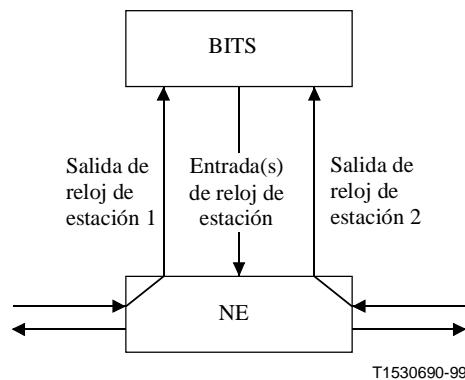 BITS
Salida de
reloj de
estación 1
Entrada(s)
de reloj de
estación
Salida de
reloj de
estación 2
NE
T1530690-99